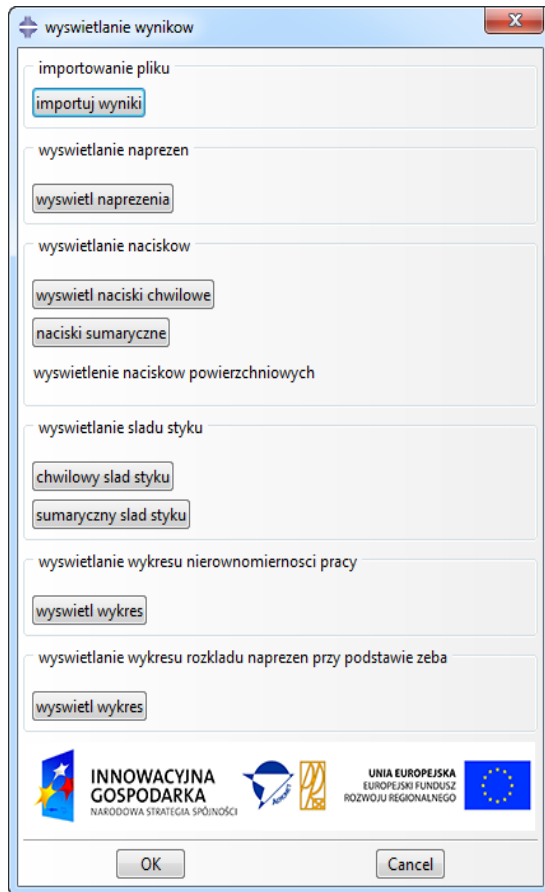 wyswietlanie wynikow
importowanie pliku
importuj wyniki
wyswietlanie naprezen
wyswietl naprezenia
wyswietlanie naciskow
wyswietl naciski chwilowe
naciski sumaryczne
wyswietlenie naciskow powierzchniowych
wyswietlanie sladu styku
chwilowy slad styku
sumaryczny slad styku
wyswietlanie wykresu nierownomiernosci pracy
wyswietl wykres
wyswietlanie wykresu rozkladu naprezen przy podstawie zeba
wyswietl wykres
INNOWACYJNA
GOSPODARKA
NARODOWA STRATEGIA SPÓJNOŚCI
UNIA EUROPEJSKA
EUROPEJSKI FUNDUSZ
ROZWOJU REGIONALNEGO
OK
Cancel